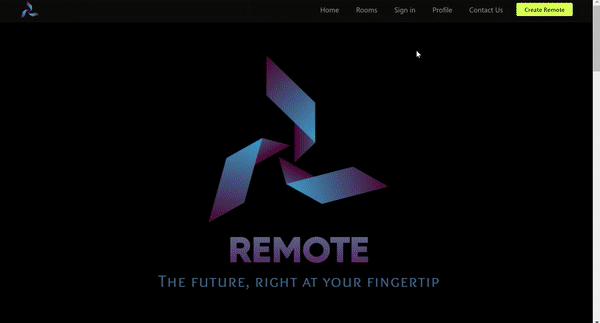 Home Rooms Sign in Profile Contact Us Create Remote
REMOTE
The future, right at your fingertip